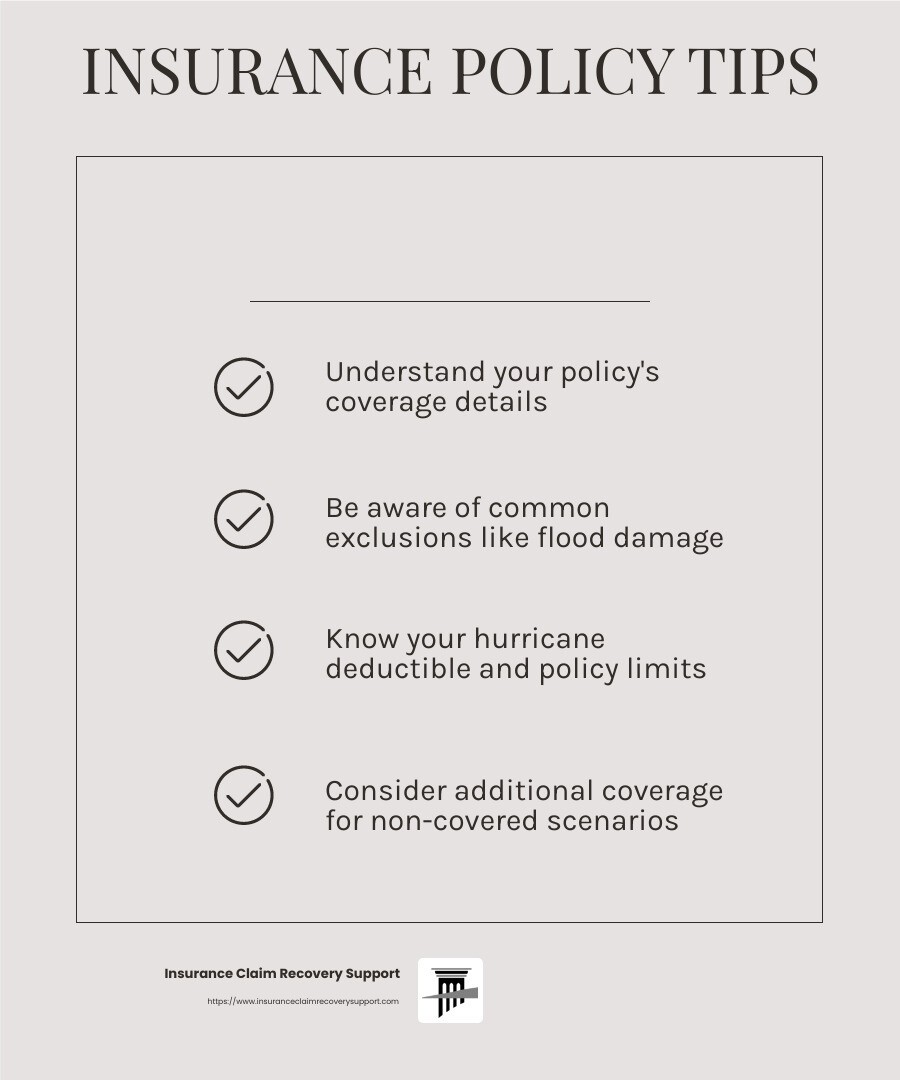 INSURANCE POLICY TIPS
Understand your policy's
coverage details
Be aware of common
exclusions like flood damage
Know your hurricane
deductible and policy limits
Consider additional coverage
for non-covered scenarios
Insurance Claim Recovery Support
https://www.insuranceclaimrecoverysupport.com